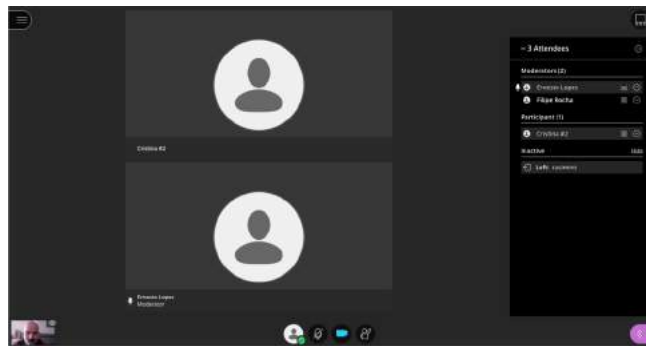 Cristina #2
Ernesto Lopes
Moderator
3 Attendees
Moderators (2)
Ernesto Lopes
Filipe Rocha
Participant (1)
Cristina #2
Inactive
Hide
Left: